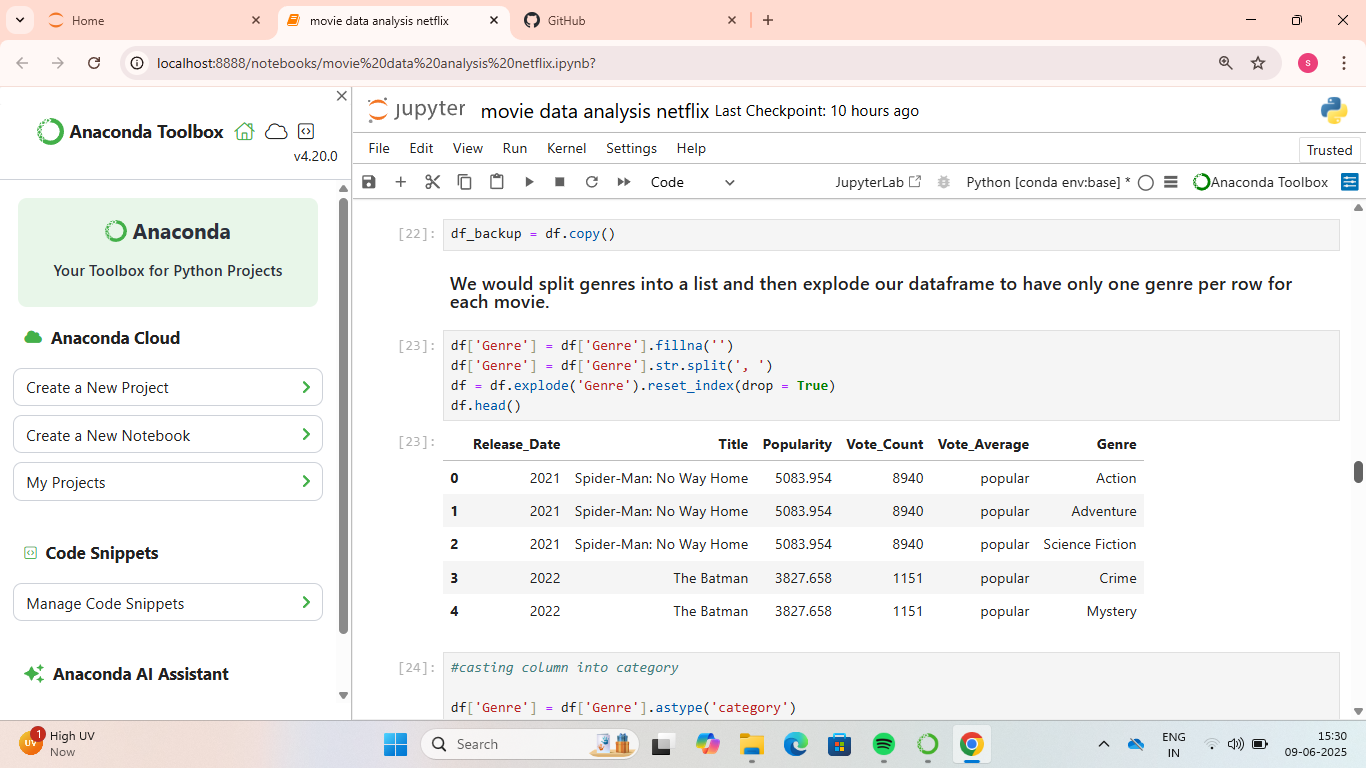 Home
movie data analysis netflix
GitHub
localhost:8888/notebooks/movie%20data%20analysis%20netflix.ipynb?
s
Anaconda Toolbox
v4.20.0
Anaconda
Your Toolbox for Python Projects
Anaconda Cloud
Create a New Project
Create a New Notebook
My Projects
Code Snippets
Manage Code Snippets
Anaconda AI Assistant
jupyter movie data analysis netflix Last Checkpoint: 10 hours ago
File Edit View Run Kernel Settings Help
Trusted
Code
JupyterLab
Python [conda env:base] *
Anaconda Toolbox
[22]: df_backup = df.copy()
We would split genres into a list and then explode our dataframe to have only one genre per row for
each movie.
[23]: df['Genre'] = df['Genre'].fillna('')
df['Genre'] = df['Genre'].str.split(', ')
df = df.explode('Genre').reset_index(drop = True)
df.head()
[23]: Release_Date Title Popularity Vote_Count Vote_Average Genre
0 2021 Spider-Man: No Way Home 5083.954 8940 popular Action
1 2021 Spider-Man: No Way Home 5083.954 8940 popular Adventure
2 2021 Spider-Man: No Way Home 5083.954 8940 popular Science Fiction
3 2022 The Batman 3827.658 1151 popular Crime
4 2022 The Batman 3827.658 1151 popular Mystery
[24]: #casting column into category
df['Genre'] = df['Genre'].astype('category')
UV
1
High UV
Now
Search
ENG
IN
15:30
09-06-2025